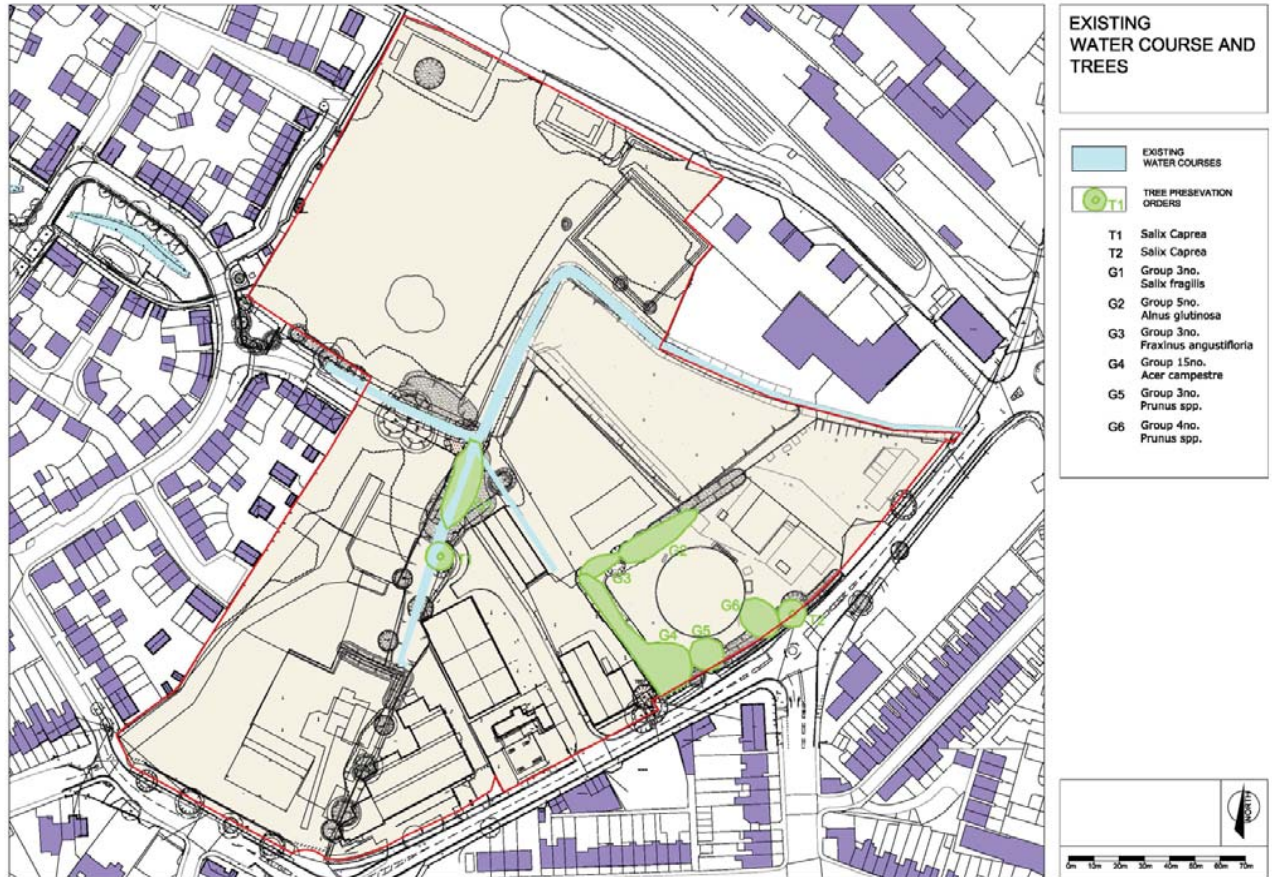 EXISTING
WATER COURSE AND
TREES
EXISTING
WATER COURSES
T1
TREE PRESEVATION
ORDERS
T1 Salix Caprea
T2 Salix Caprea
G1 Group 3no.
Salix fragilis
G2 Group 5no.
Alnus glutinosa
G3 Group 3no.
Fraxinus angustifloria
G4 Group 15no.
Acer campestre
G5 Group 3no.
Prunus spp.
G6 Group 4no.
Prunus spp.
T1
G2
G3
G6
T2
G4
G5
NORTH
0m 10m 20m 30m 40m 50m 60m 70m